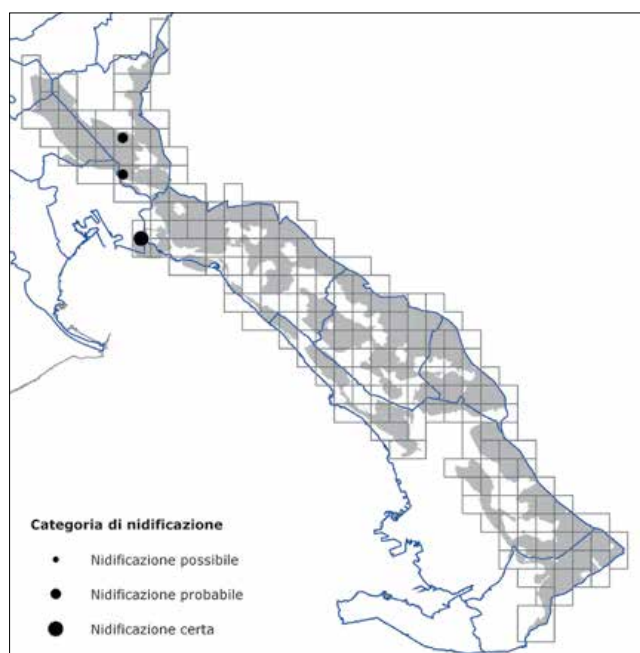 Categoria di nidificazione
Nidificazione possibile
Nidificazione probabile
Nidificazione certa